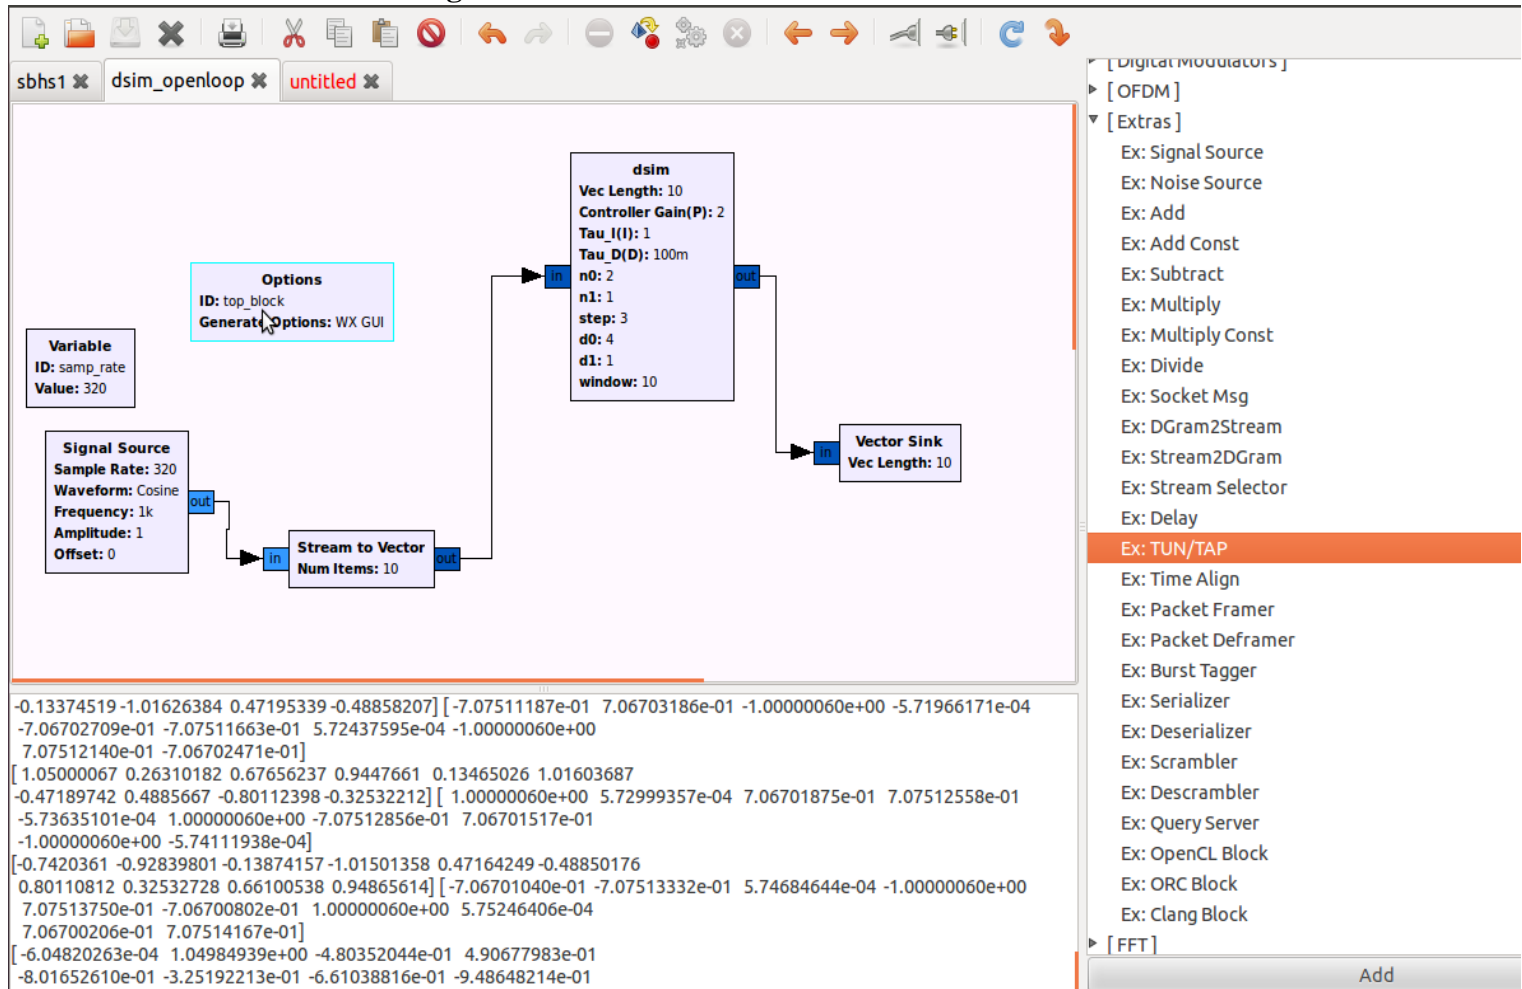 sbhs1
dsim_openloop
untitled
Options
ID: top_block
Generate Options: WX GUI
Variable
ID: samp_rate
Value: 320
Signal Source
Sample Rate: 320
Waveform: Cosine
Frequency: 1k
Amplitude: 1
Offset: 0
out
in
Stream to Vector
Num Items: 10
out
in
dsim
Vec Length: 10
Controller Gain(P): 2
Tau_I(I): 1
Tau_D(D): 100m
n0: 2
n1: 1
step: 3
d0: 4
d1: 1
window: 10
out
in
Vector Sink
Vec Length: 10
-0.13374519 -1.01626384 0.47195339 -0.48858207] [ -7.07511187e-01 7.06703186e-01 -1.00000060e+00 -5.71966171e-04
-7.06702709e-01 -7.07511663e-01 5.72437595e-04 -1.00000060e+00
7.07512140e-01 -7.06702471e-01]
[ 1.05000067 0.26310182 0.67656237 0.9447661 0.13465026 1.01603687
-0.47189742 0.4885667 -0.80112398 -0.32532212] [ 1.00000060e+00 5.72999357e-04 7.06701875e-01 7.07512558e-01
-5.73635101e-04 1.00000060e+00 -7.07512856e-01 7.06701517e-01
-1.00000060e+00 -5.74111938e-04]
[-0.7420361 -0.92839801 -0.13874157 -1.01501358 0.47164249 -0.48850176
0.80110812 0.32532728 0.66100538 0.94865614] [ -7.06701040e-01 -7.07513332e-01 5.74684644e-04 -1.00000060e+00
7.07513750e-01 -7.06700802e-01 1.00000060e+00 5.75246406e-04
7.06700206e-01 7.07514167e-01]
[ -6.04820263e-04 1.04984939e+00 -4.80352044e-01 4.90677983e-01
-8.01652610e-01 -3.25192213e-01 -6.61038816e-01 -9.48648214e-01
[ Digital Modulators ]
[ OFDM ]
[ Extras ]
Ex: Signal Source
Ex: Noise Source
Ex: Add
Ex: Add Const
Ex: Subtract
Ex: Multiply
Ex: Multiply Const
Ex: Divide
Ex: Socket Msg
Ex: DGram2Stream
Ex: Stream2DGram
Ex: Stream Selector
Ex: Delay
Ex: TUN/TAP
Ex: Time Align
Ex: Packet Framer
Ex: Packet Deframer
Ex: Burst Tagger
Ex: Serializer
Ex: Deserializer
Ex: Scrambler
Ex: Descrambler
Ex: Query Server
Ex: OpenCL Block
Ex: ORC Block
Ex: Clang Block
[ FFT ]
Add